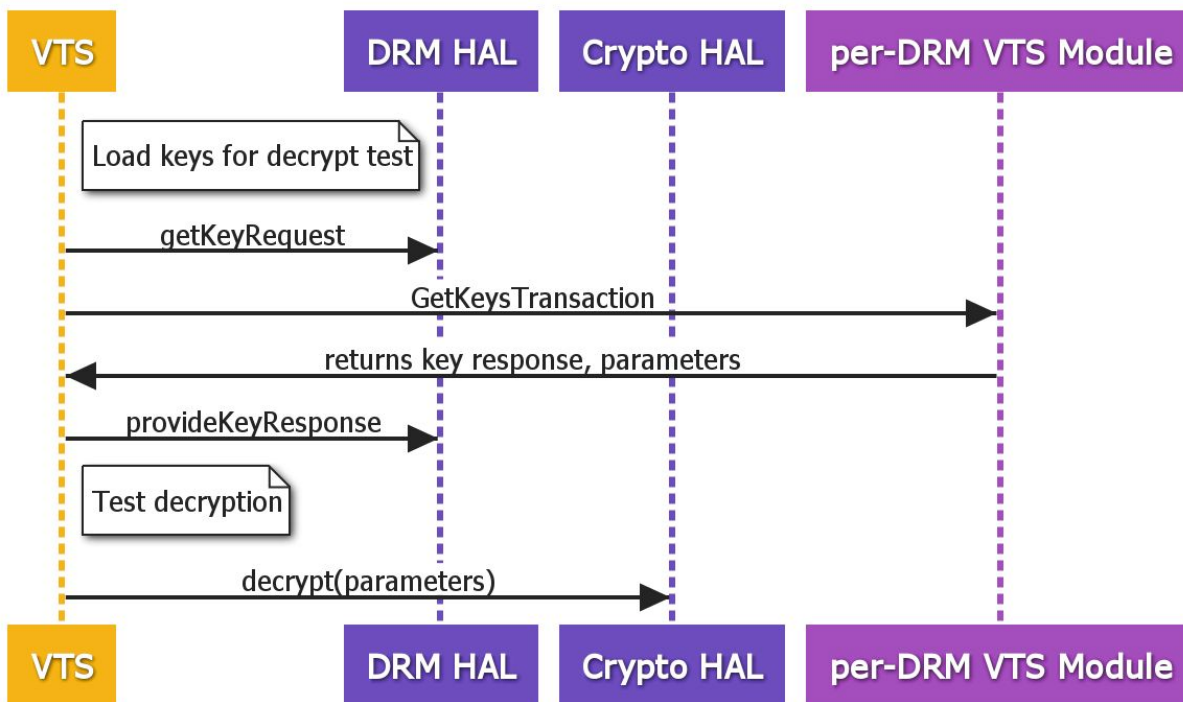 VTS
DRM HAL
Crypto HAL
per-DRM VTS Module
Load keys for decrypt test
getKeyRequest
GetKeysTransaction
returns key response, parameters
provideKeyResponse
Test decryption
decrypt(parameters)
VTS
DRM HAL
Crypto HAL
per-DRM VTS Module